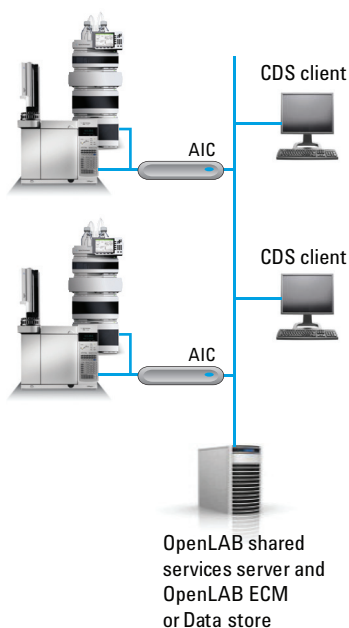 CDS client
AIC
CDS client
AIC
OpenLAB shared
services server and
OpenLAB ECM
or Data store